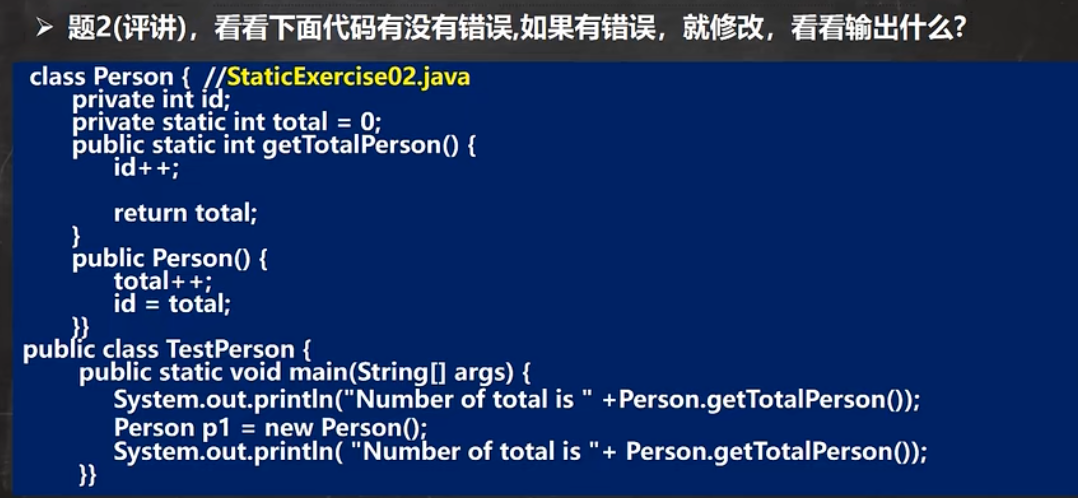 ➢ 题2(评讲)，看看下面代码有没有错误,如果有错误，就修改，看看输出什么?
class Person { //StaticExercise02.java
private int id;
private static int total = 0;
public static int getTotalPerson() {
id++;
return total;
}
public Person() {
total++;
id = total;
}}
public class TestPerson {
public static void main(String[] args) {
System.out.println("Number of total is " +Person.getTotalPerson());
Person p1 = new Person();
System.out.println( "Number of total is "+ Person.getTotalPerson());
}}